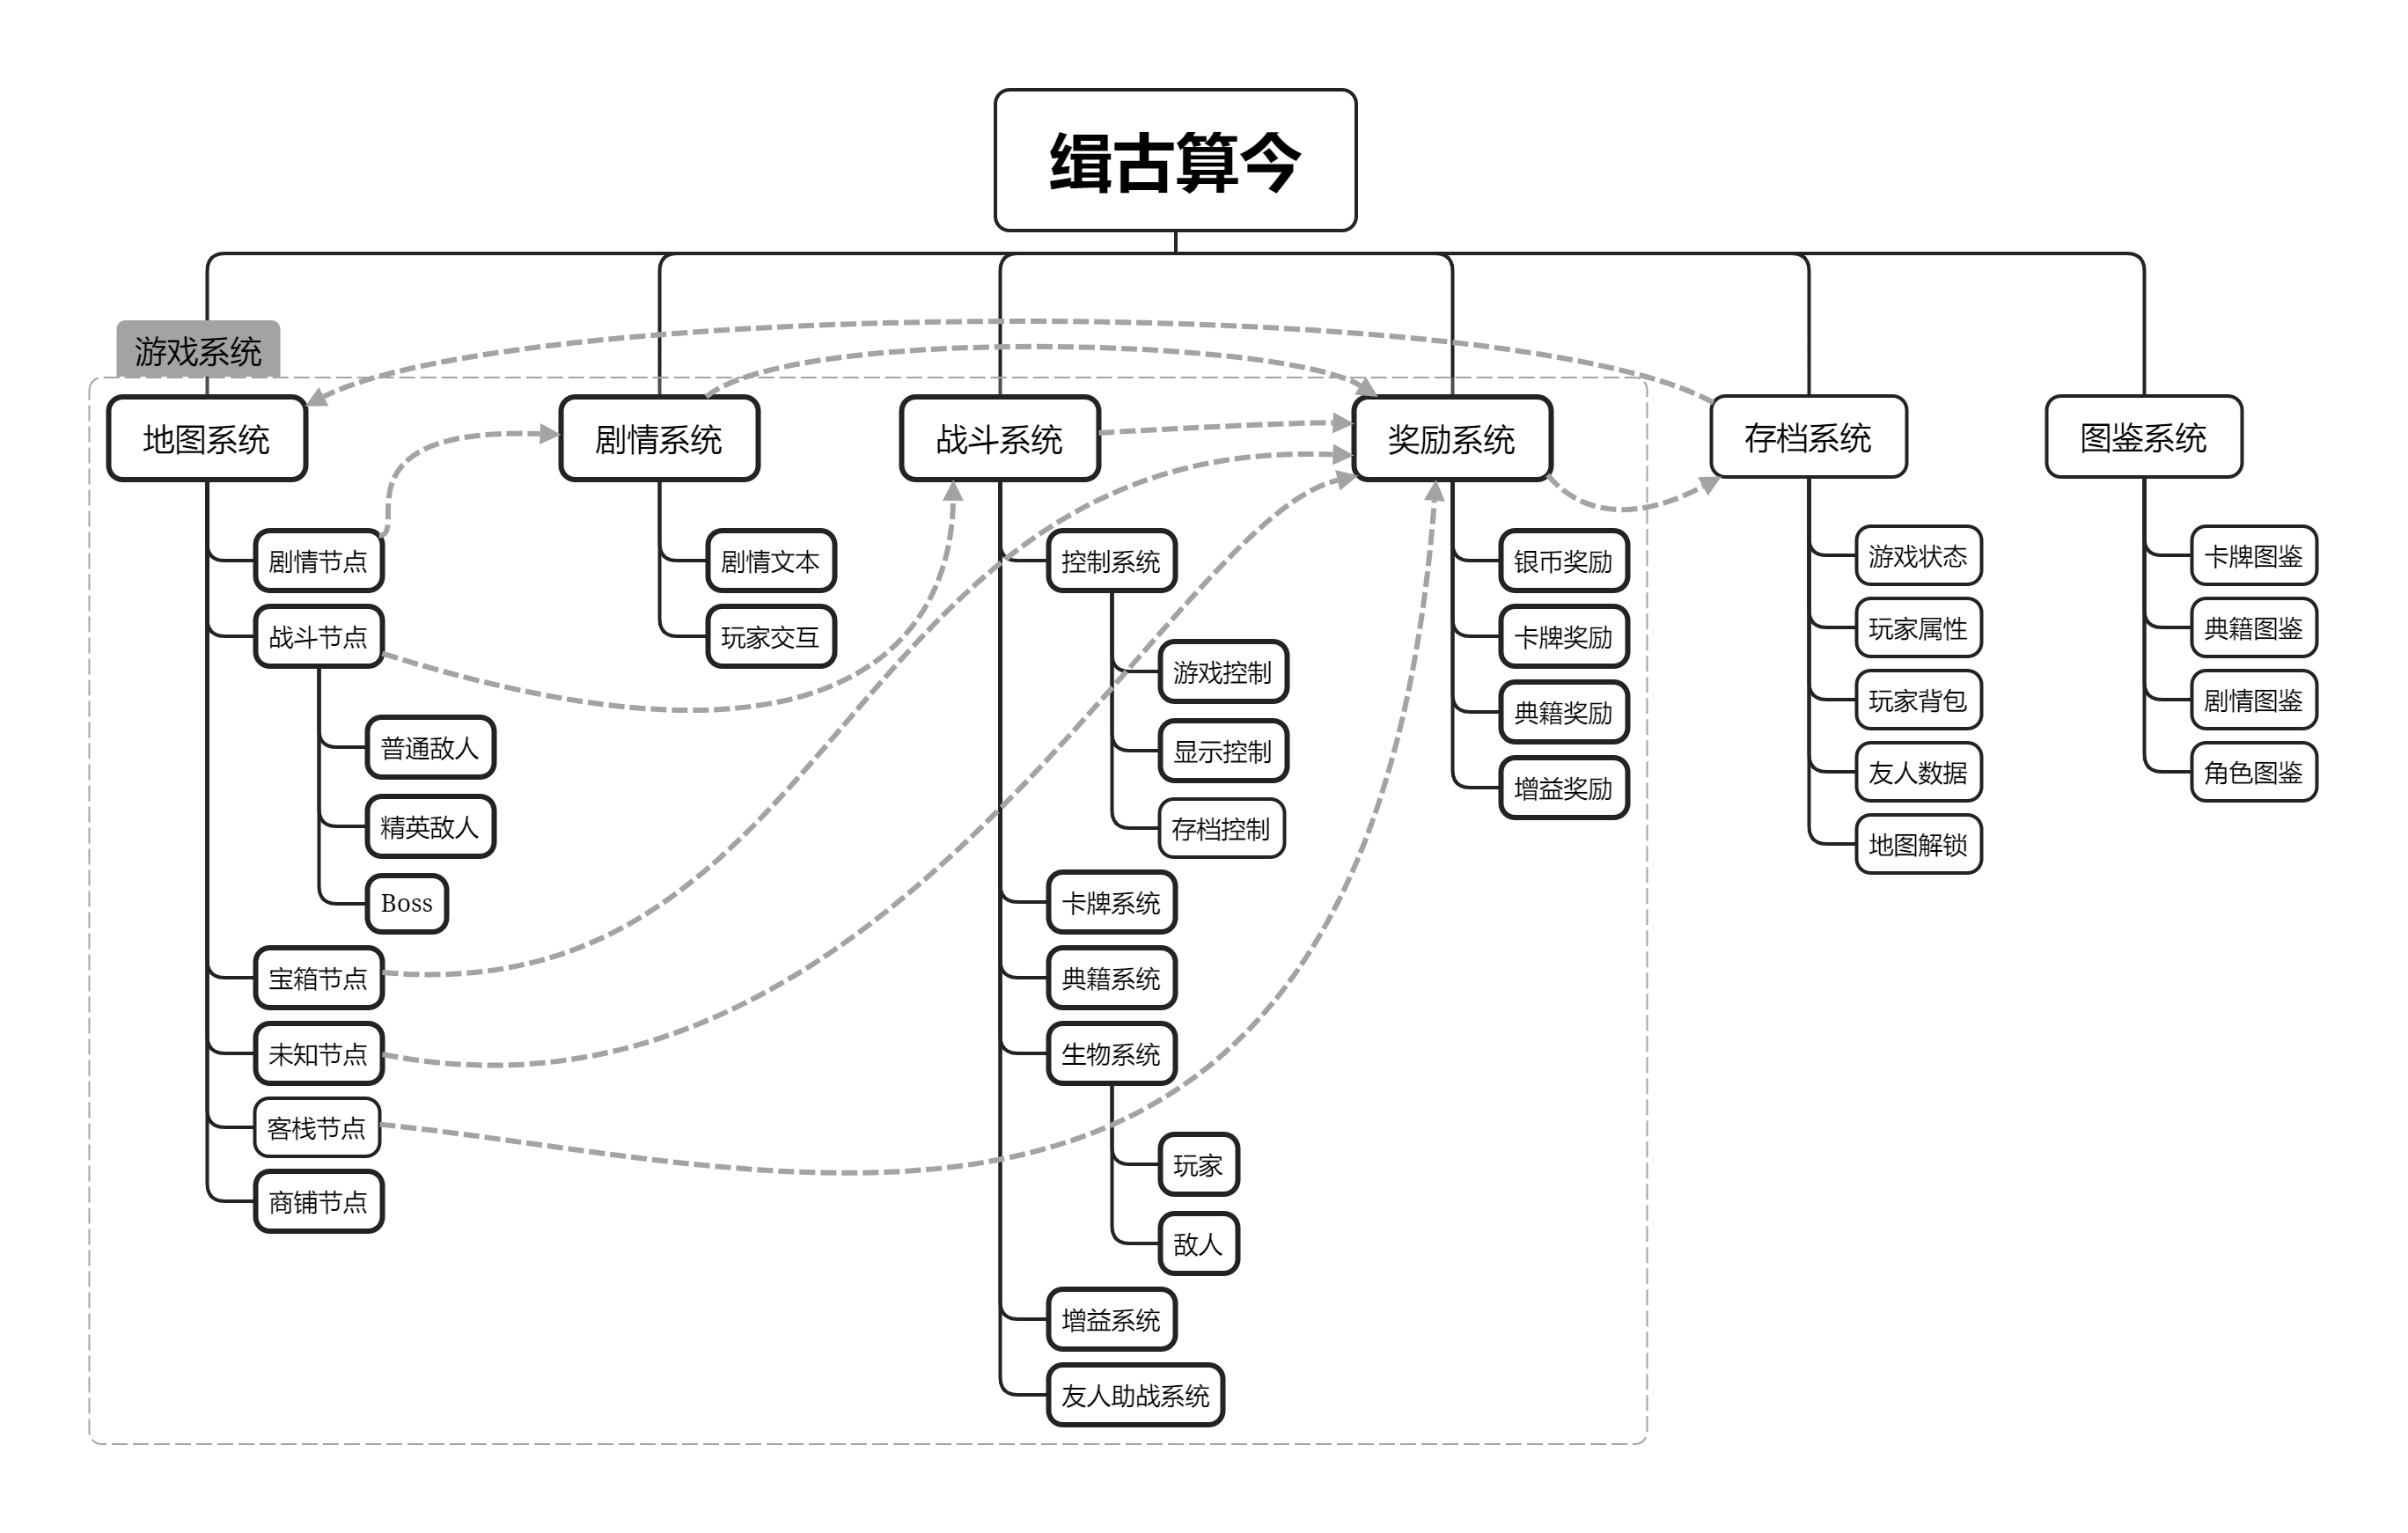 缉古算今
游戏系统
地图系统
剧情节点
战斗节点
普通敌人
精英敌人
Boss
宝箱节点
未知节点
客栈节点
商铺节点
剧情系统
剧情文本
玩家交互
战斗系统
控制系统
游戏控制
显示控制
存档控制
卡牌系统
典籍系统
生物系统
玩家
敌人
增益系统
友人助战系统
奖励系统
银币奖励
卡牌奖励
典籍奖励
增益奖励
存档系统
游戏状态
玩家属性
玩家背包
友人数据
地图解锁
图鉴系统
卡牌图鉴
典籍图鉴
剧情图鉴
角色图鉴